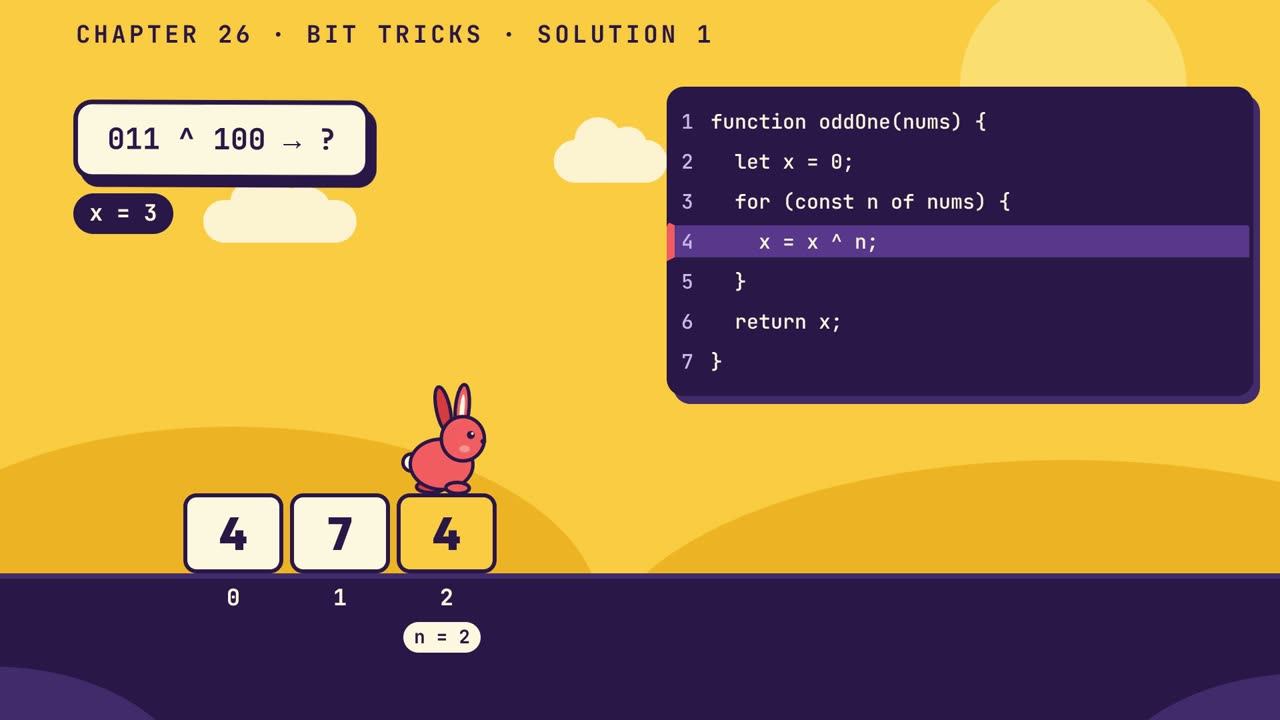 CHAPTER 26 · BIT TRICKS · SOLUTION 1
011 ^ 100 → ?
x = 3
1 function oddOne(nums) {
2 let x = 0;
3 for (const n of nums) {
4 x = x ^ n;
5 }
6 return x;
7 }
4 7 4
0 1 2
n = 2